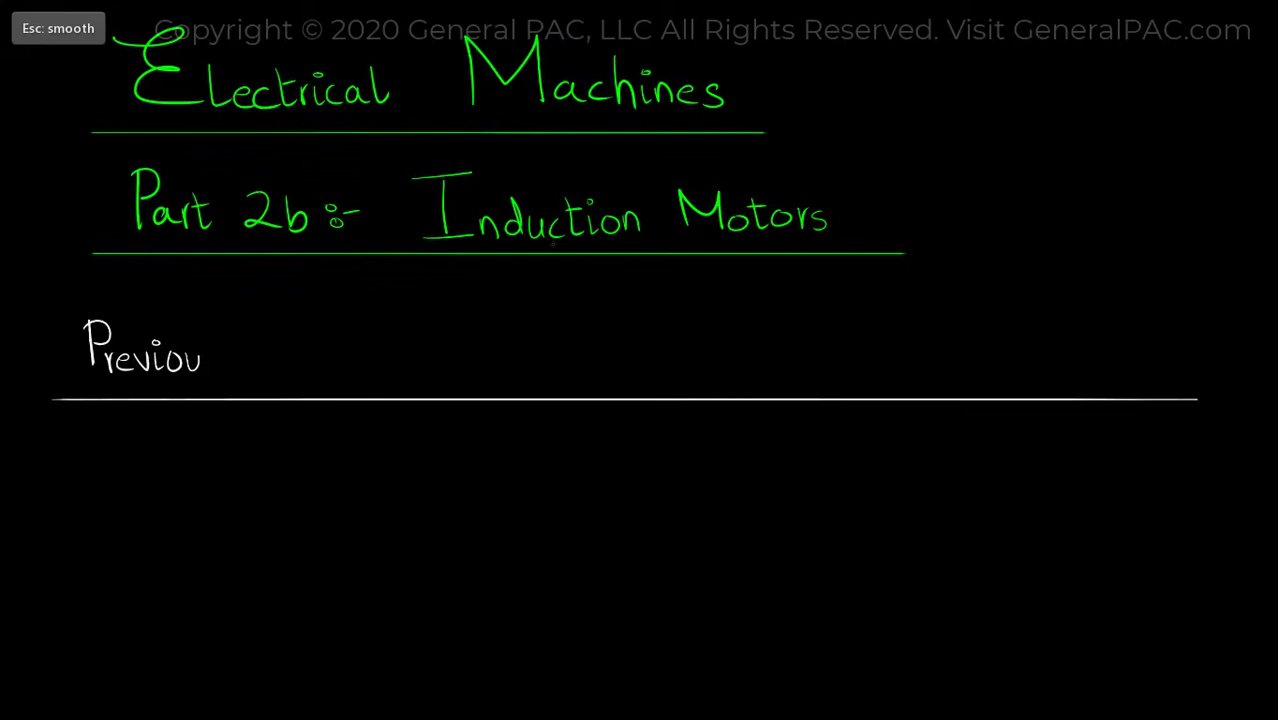 Esc: smooth
Copyright © 2020 General PAC, LLC All Rights Reserved. Visit GeneralPAC.com
Electrical Machines
Part 2b :- Induction Motors
Previou